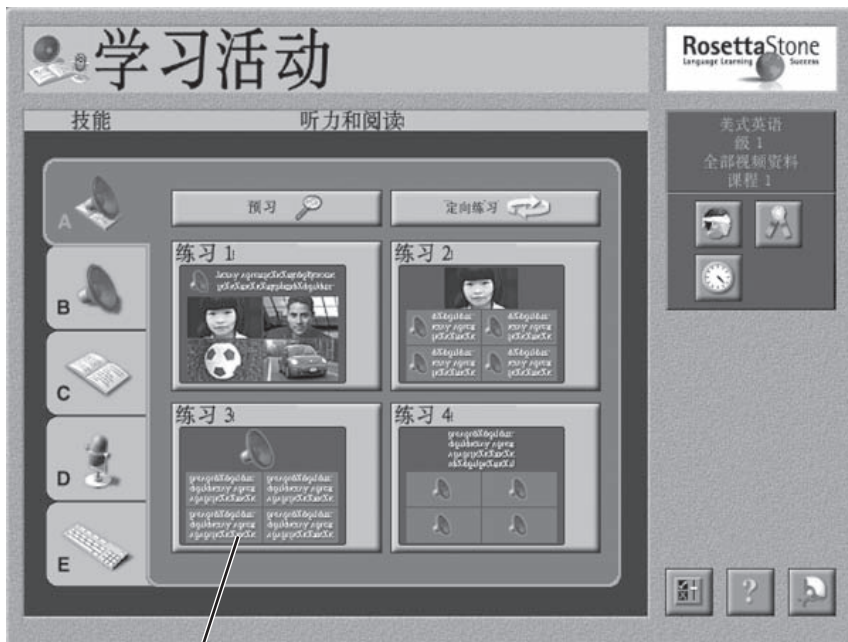 学习活动
RosettaStone
Language Learning Success
技能 听力和阅读
美式英语
级 1
全部视频资料
课程 1
A
预习
定向练习
练习 1
练习 2
B
C
练习 3
练习 4
D
E
?